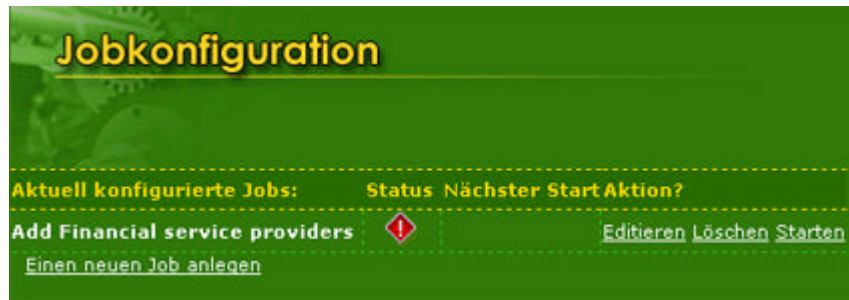 Jobkonfiguration
Aktuell konfigurierte Jobs: Status Nächster Start Aktion?
Add Financial service providers ! Editieren Löschen Starten
Einen neuen Job anlegen